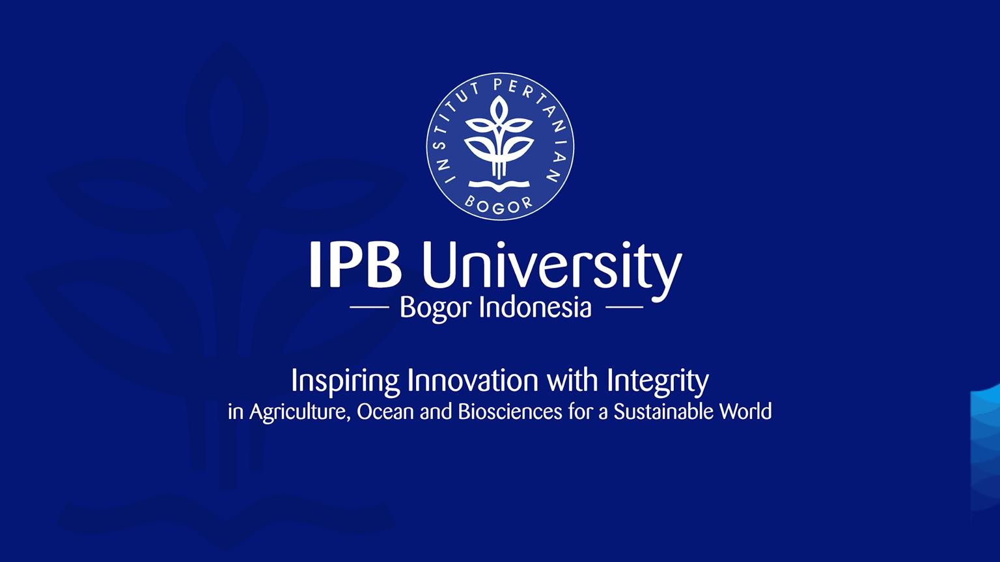 INSTITUT PERTANIAN
BOGOR
IPB University
Bogor Indonesia
Inspiring Innovation with Integrity
in Agriculture, Ocean and Biosciences for a Sustainable World